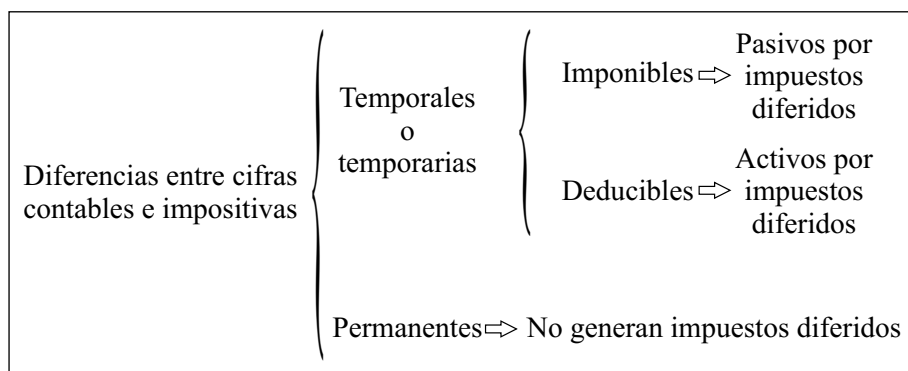 Diferencias entre cifras
contables e impositivas
Temporales
o
temporarias
Imponibles ⇨
Pasivos por
impuestos
diferidos
Deducibles ⇨
Activos por
impuestos
diferidos
Permanentes ⇨ No generan impuestos diferidos